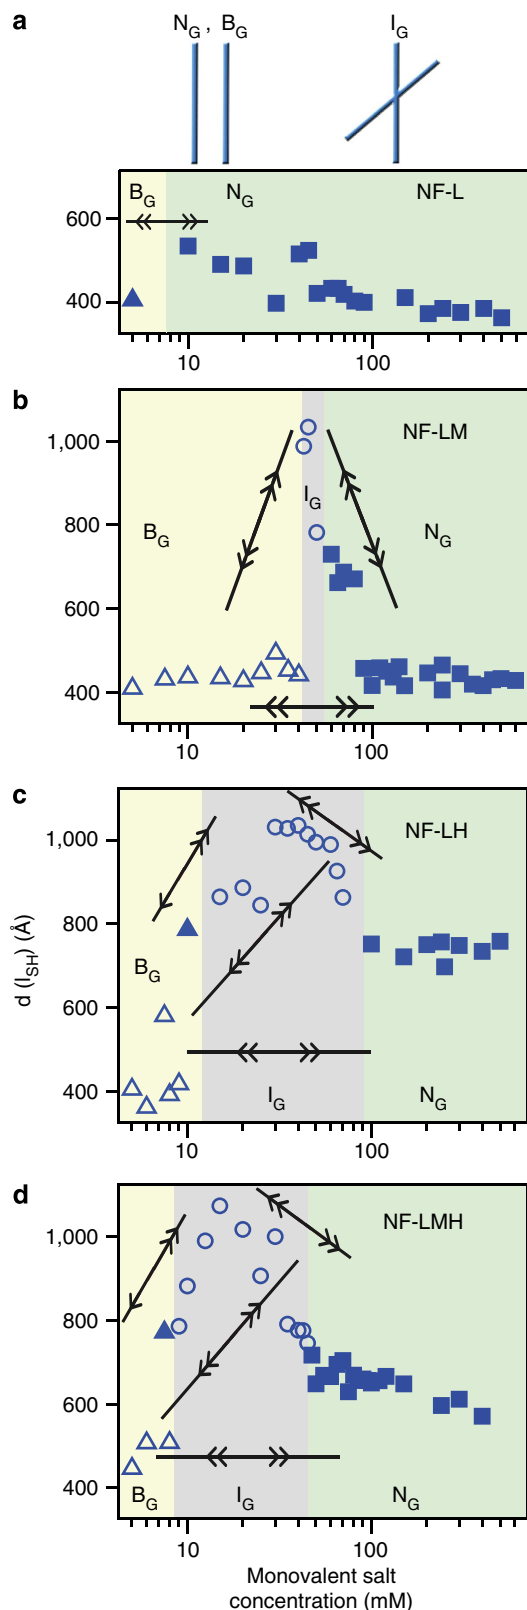 a
N_G , B_G I_G
B_G N_G NF-L
600
400
10 100
b
1,000 NF-LM
I_G
800 B_G N_G
600
400
10 100
c
1,000 NF-LH
800
B_G
600
400 I_G N_G
10 100
d (I_SH) (Å)
d
1,000 NF-LMH
800
600
400 B_G I_G N_G
10 100
Monovalent salt
concentration (mM)